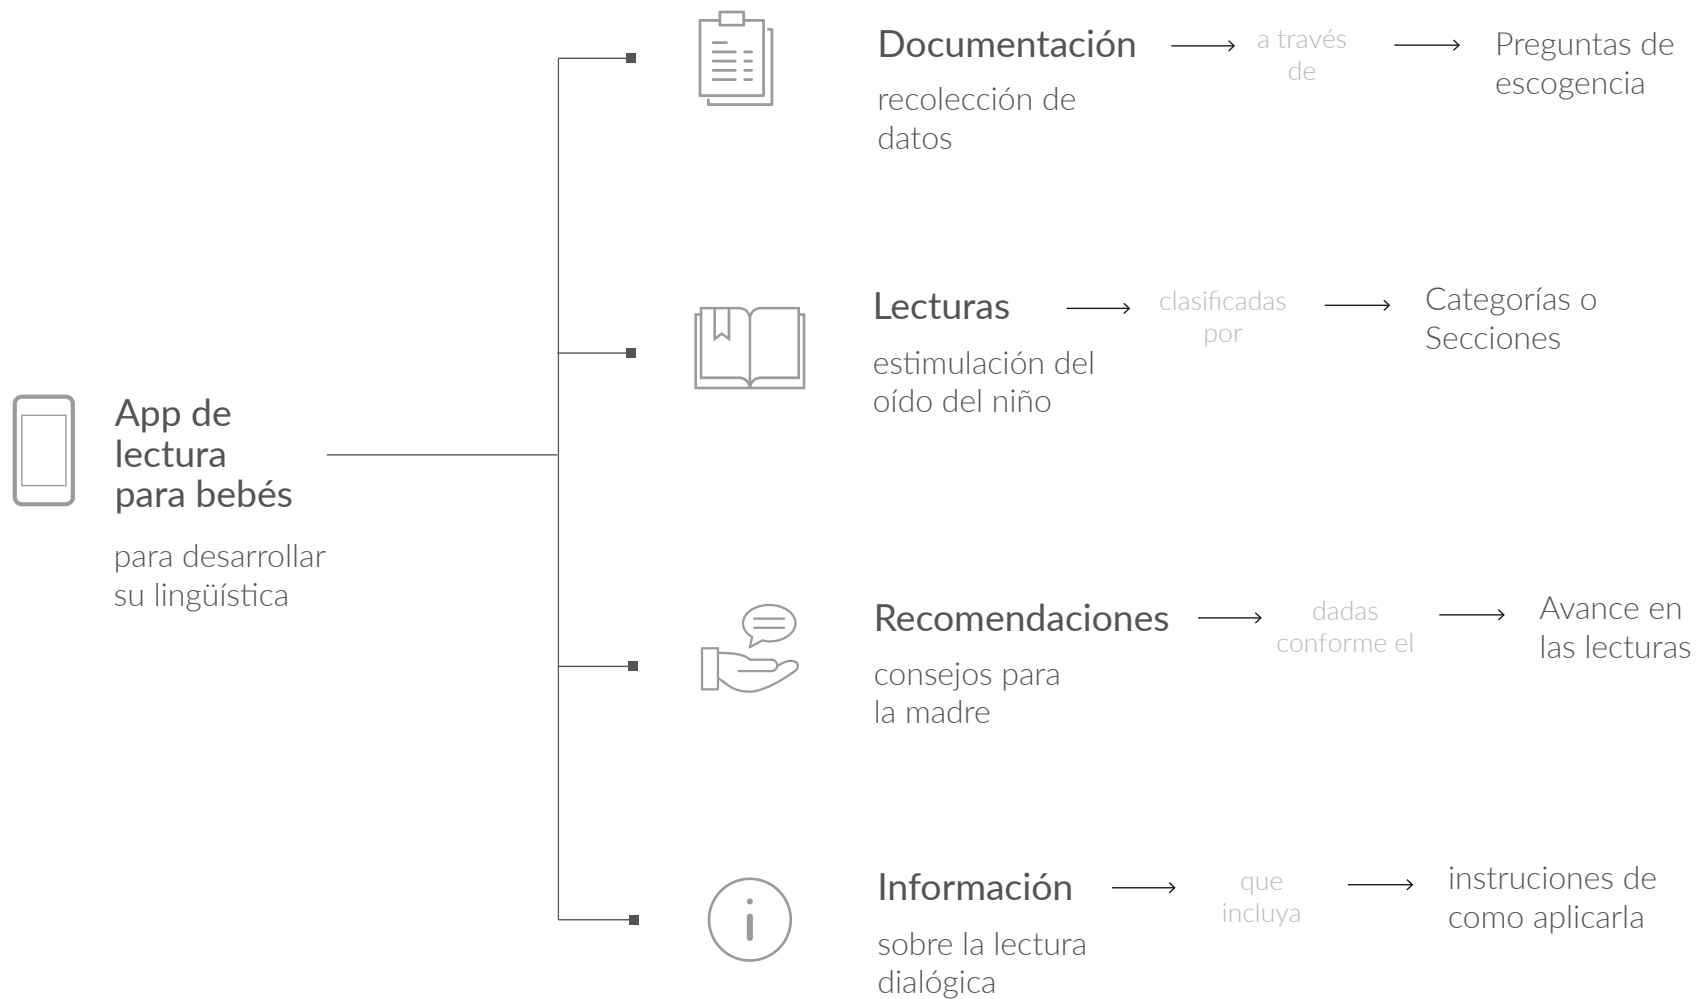 App de
lectura
para bebés
para desarrollar
su lingüística
Documentación
recolección de
datos
a través
de
Preguntas de
escogencia
Lecturas
estimulación del
oído del niño
clasificadas
por
Categorías o
Secciones
Recomendaciones
consejos para
la madre
dadas
conforme el
Avance en
las lecturas
Información
sobre la lectura
dialógica
que
incluya
instruciones de
como aplicarla